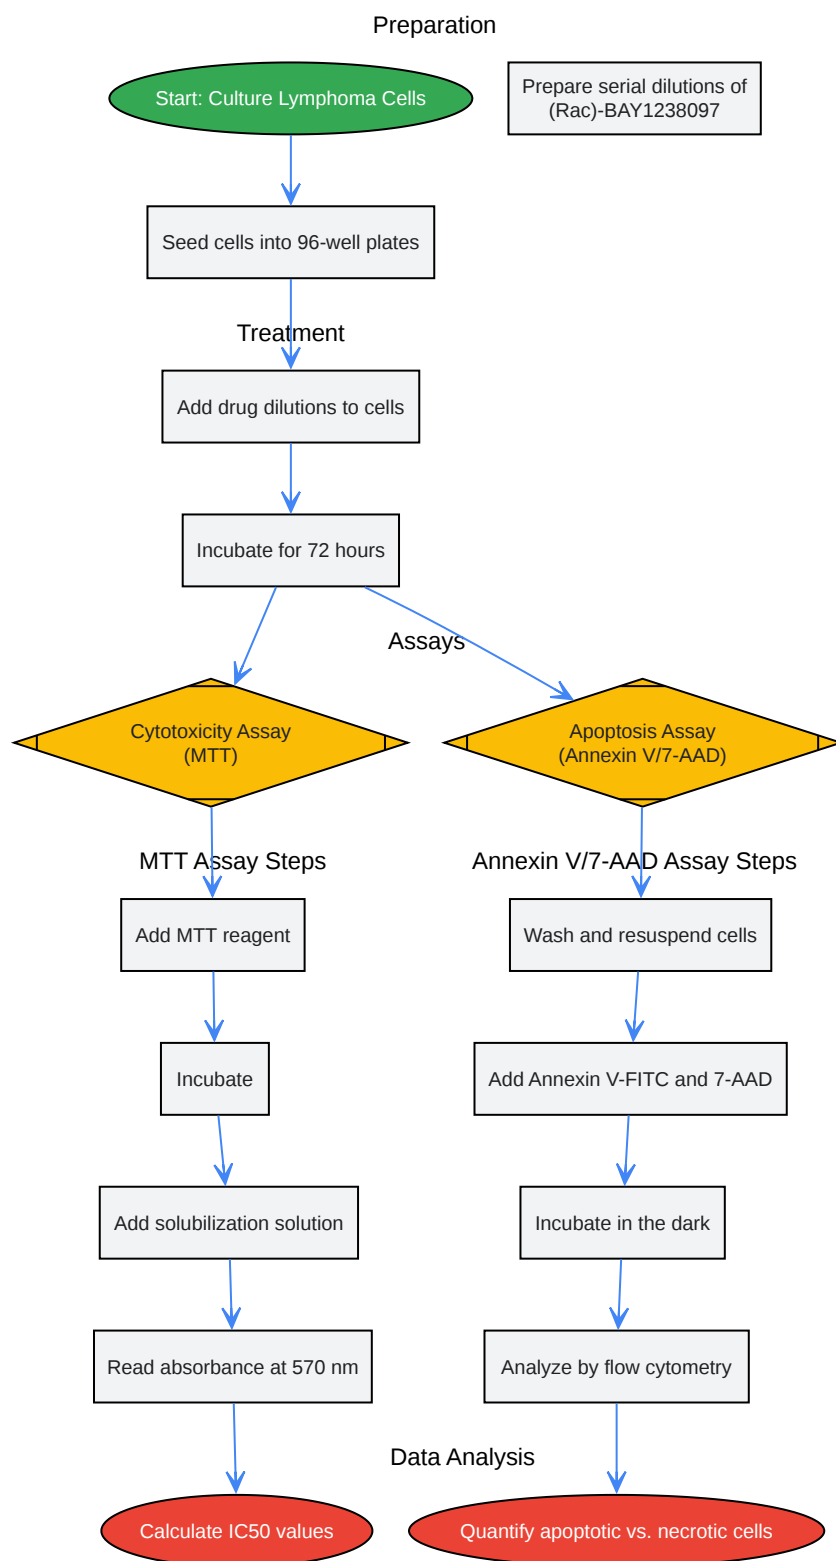 Preparation
Start: Culture Lymphoma Cells
Prepare serial dilutions of
(Rac)-BAY1238097
Seed cells into 96-well plates
Treatment
Add drug dilutions to cells
Incubate for 72 hours
Assays
Cytotoxicity Assay
(MTT)
Apoptosis Assay
(Annexin V/7-AAD)
MTT Assay Steps
Annexin V/7-AAD Assay Steps
Add MTT reagent
Wash and resuspend cells
Incubate
Add Annexin V-FITC and 7-AAD
Add solubilization solution
Incubate in the dark
Read absorbance at 570 nm
Analyze by flow cytometry
Data Analysis
Calculate IC50 values
Quantify apoptotic vs. necrotic cells